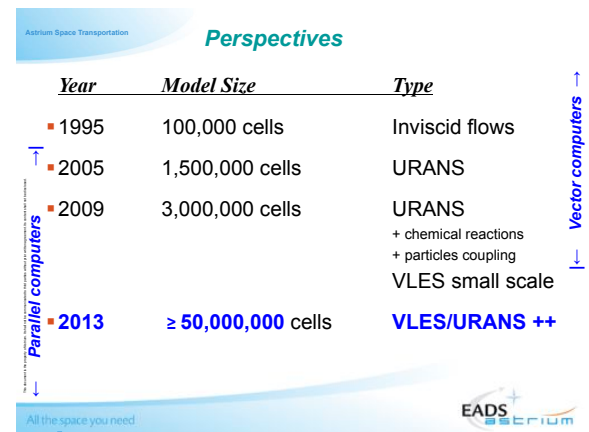 Astrium Space Transportation
Perspectives
Year Model Size Type
▪ 1995 100,000 cells Inviscid flows
▪ 2005 1,500,000 cells URANS
▪ 2009 3,000,000 cells URANS
+ chemical reactions
+ particles coupling
VLES small scale
▪ 2013 ≥ 50,000,000 cells VLES/URANS ++
← Parallel computers →|
|← Vector computers →
All the space you need
EADS
astrium